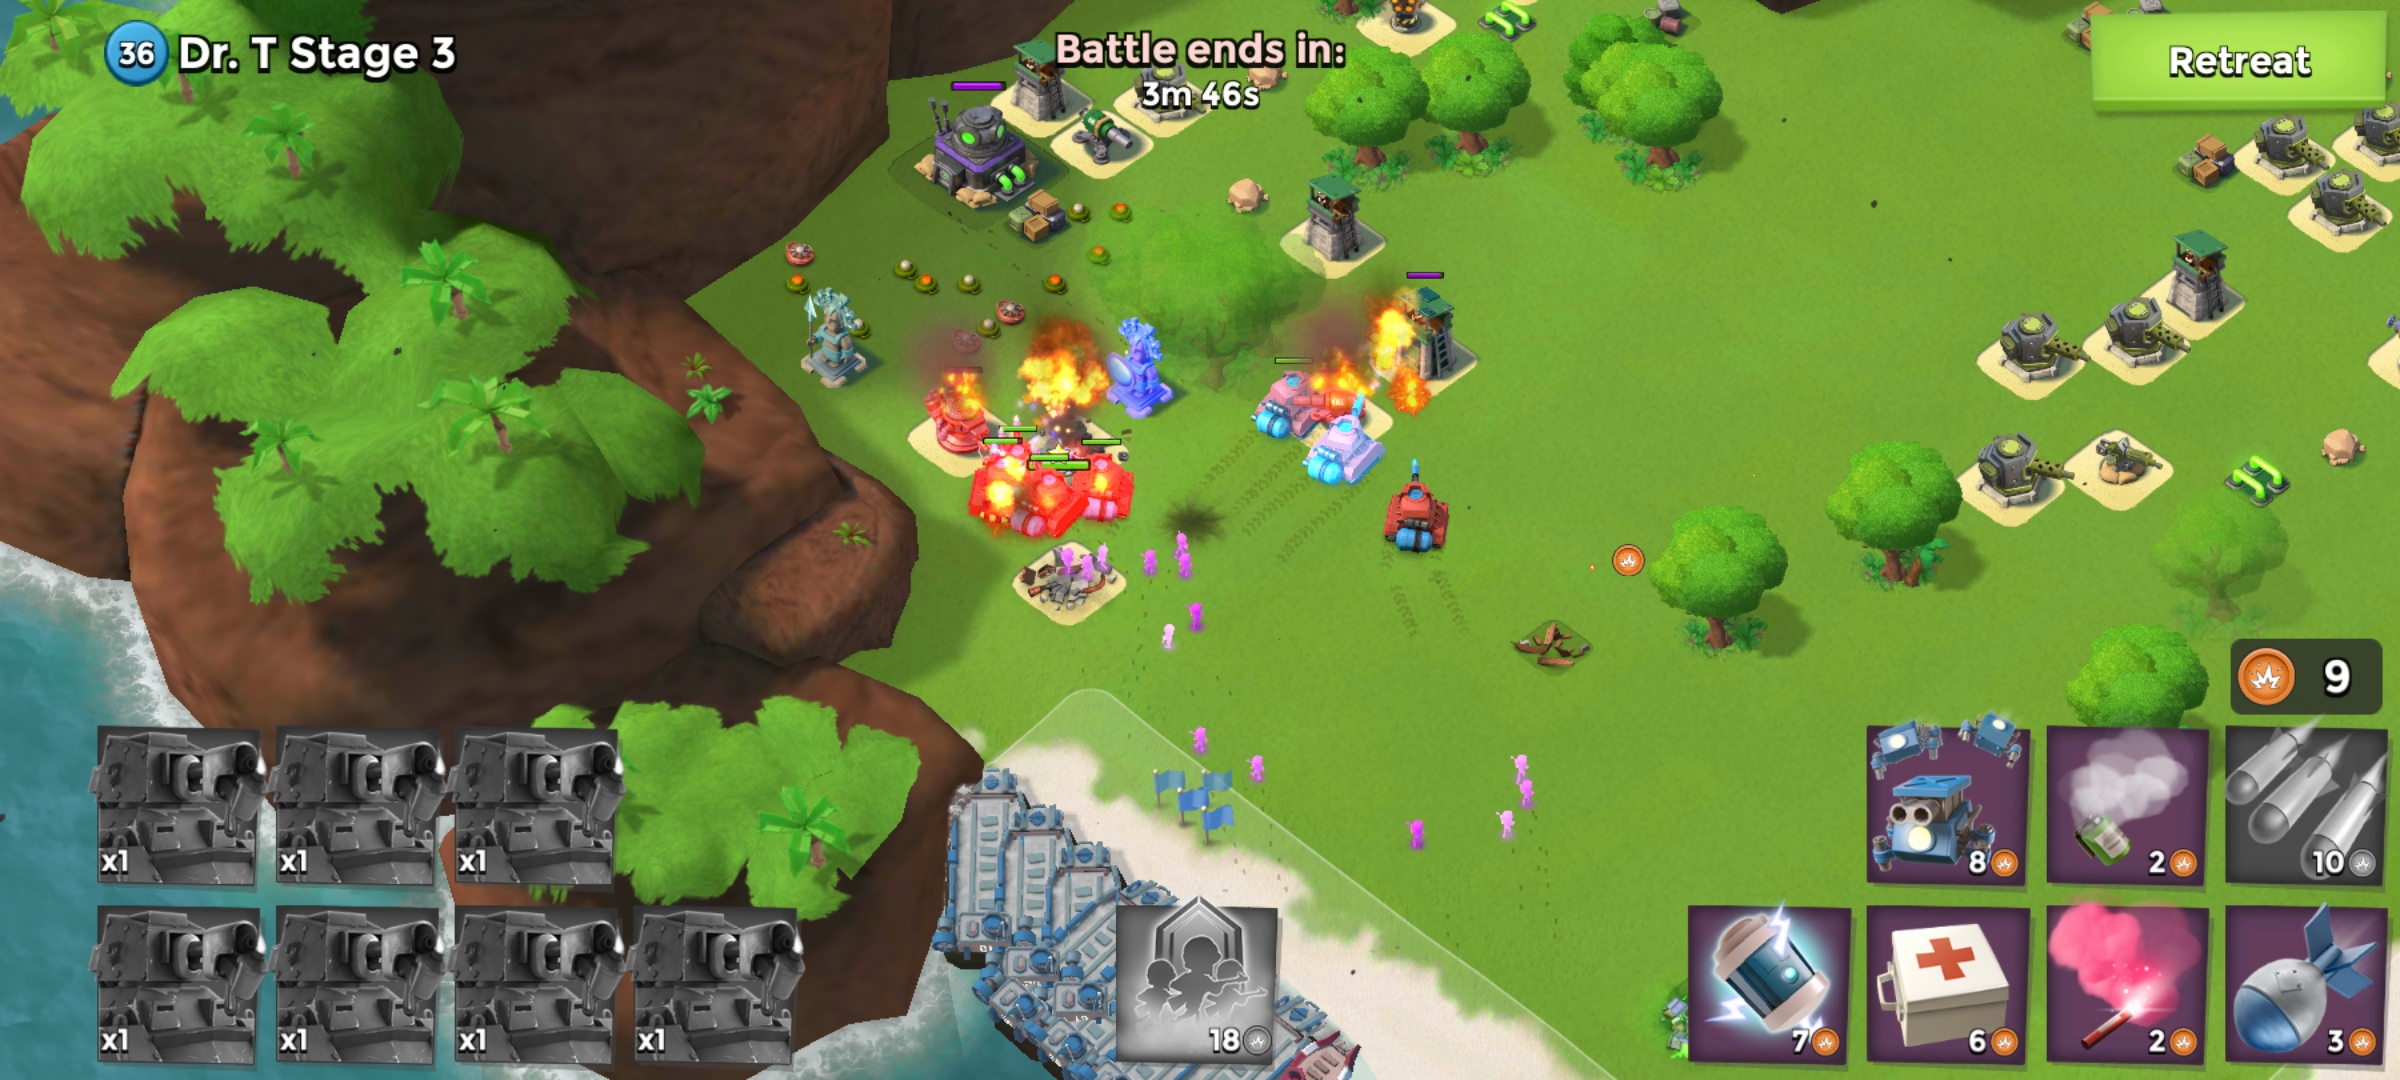 36 Dr. T Stage 3
Battle ends in:
3m 46s
Retreat
9
x1 x1 x1
8 2 10
x1 x1 x1 x1
18
7 6 2 3